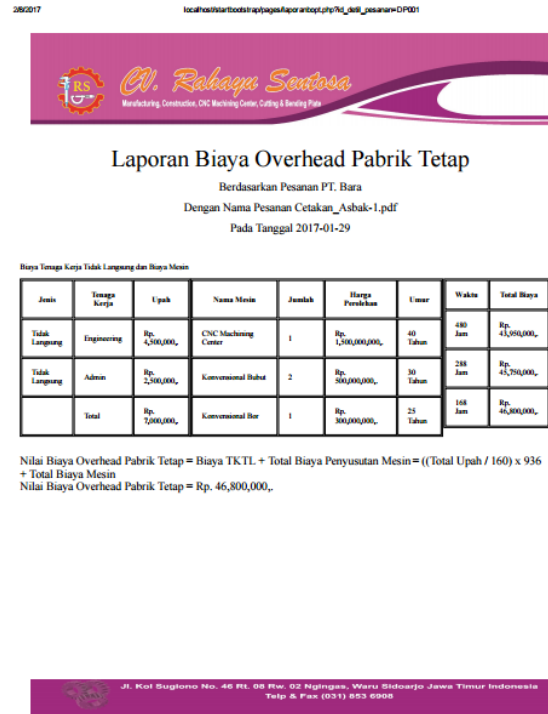 2/8/2017 localhost/startbootstrap/pages/laporanbopt.php?id_detil_pesanan=DP001
RS
CV. Rahayu Sentosa
Manufacturing, Construction, CNC Machining Center, Cutting & Bending Plate
Laporan Biaya Overhead Pabrik Tetap
Berdasarkan Pesanan PT. Bara
Dengan Nama Pesanan Cetakan_Asbak-1.pdf
Pada Tanggal 2017-01-29
Biaya Tenaga Kerja Tidak Langsung dan Biaya Mesin
Jenis Tenaga Kerja Upah Nama Mesin Jumlah Harga Perolehan Umur Waktu Total Biaya
Tidak Langsung Engineering Rp. 4,500,000,. CNC Machining Center 1 Rp. 1,500,000,000,. 40 Tahun 480 Jam Rp. 43,950,000,.
Tidak Langsung Admin Rp. 2,500,000,. Konvensional Bubut 2 Rp. 500,000,000,. 30 Tahun 288 Jam Rp. 45,750,000,.
Total Rp. 7,000,000,. Konvensional Bor 1 Rp. 300,000,000,. 25 Tahun 168 Jam Rp. 46,800,000,.
Nilai Biaya Overhead Pabrik Tetap = Biaya TKTL + Total Biaya Penyusutan Mesin = ((Total Upah / 160) x 936
+ Total Biaya Mesin
Nilai Biaya Overhead Pabrik Tetap = Rp. 46,800,000,.
Jl. Kol Sugiono No. 46 Rt. 08 Rw. 02 Ngingas, Waru Sidoarjo Jawa Timur Indonesia
Telp & Fax (031) 853 6908